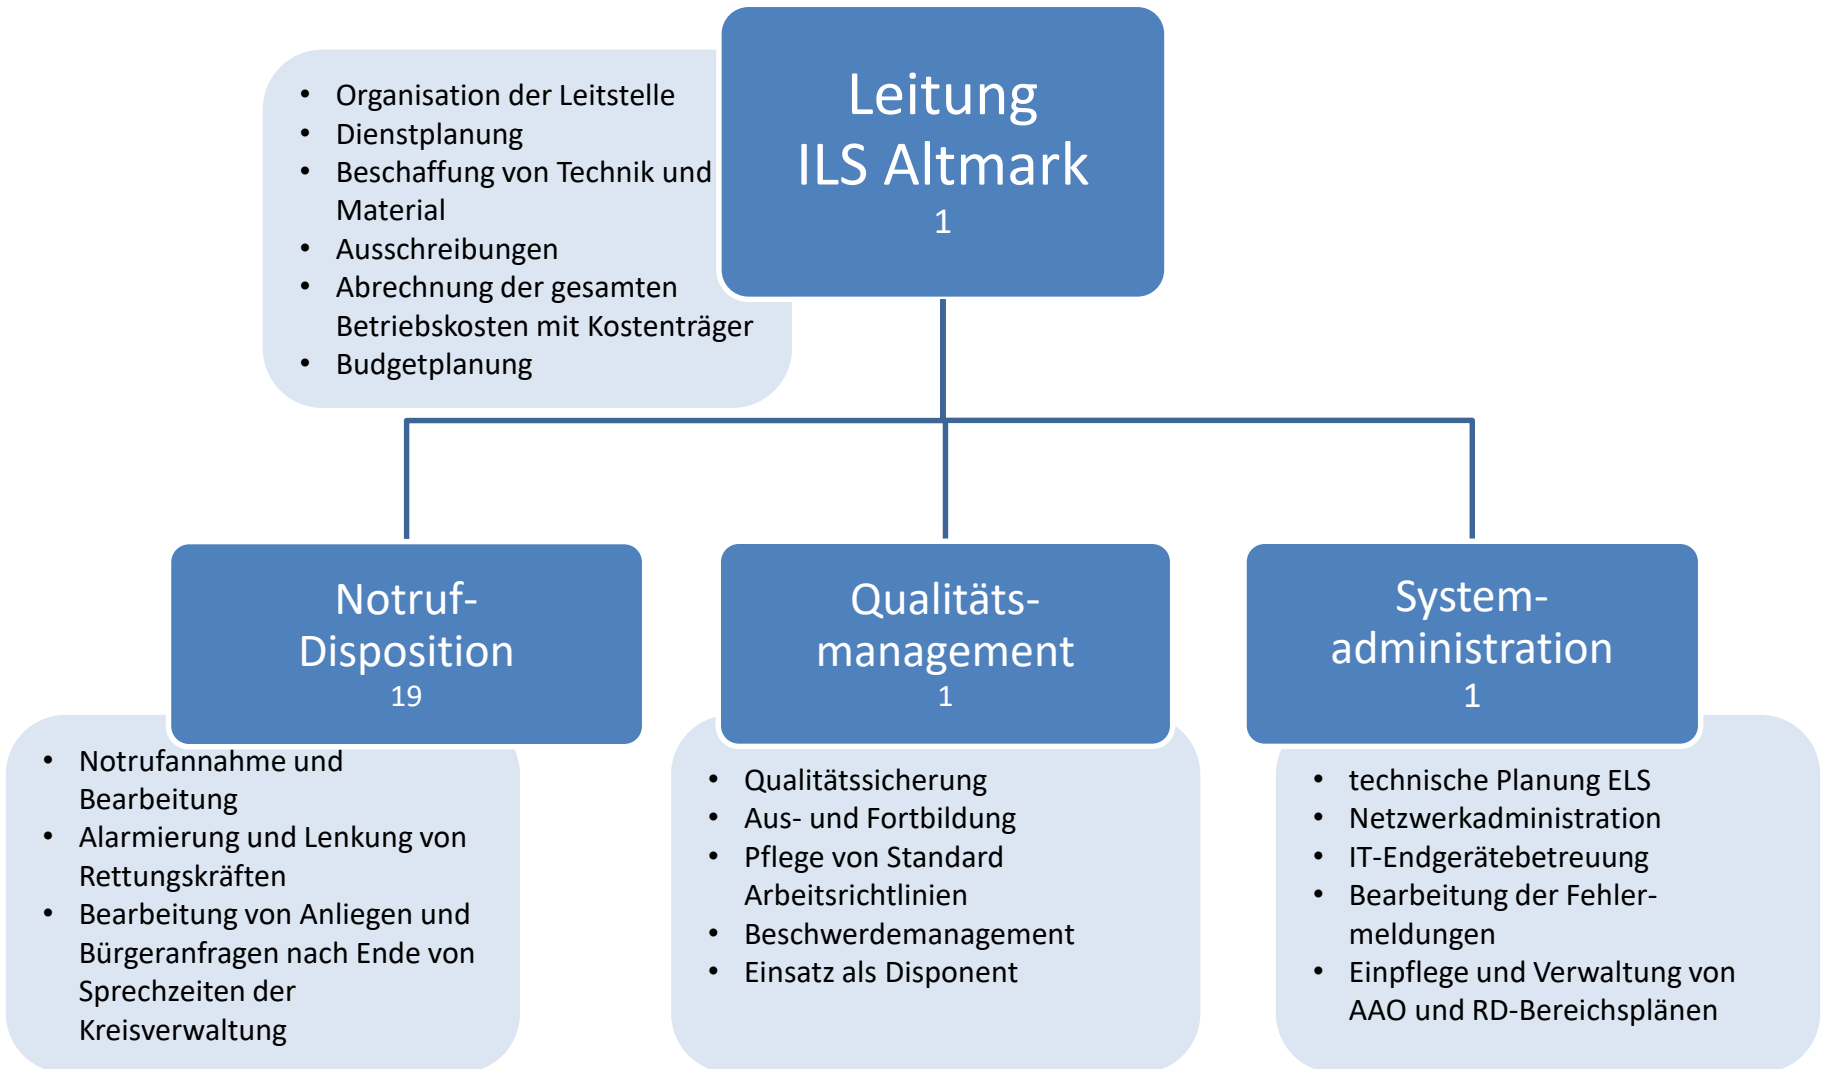 Leitung
ILS Altmark
1
• Organisation der Leitstelle
• Dienstplanung
• Beschaffung von Technik und
Material
• Ausschreibungen
• Abrechnung der gesamten
Betriebskosten mit Kostenträger
• Budgetplanung
Notruf-
Disposition
19
• Notrufannahme und
Bearbeitung
• Alarmierung und Lenkung von
Rettungskräften
• Bearbeitung von Anliegen und
Bürgeranfragen nach Ende von
Sprechzeiten der
Kreisverwaltung
Qualitäts-
management
1
• Qualitätssicherung
• Aus- und Fortbildung
• Pflege von Standard
Arbeitsrichtlinien
• Beschwerdemanagement
• Einsatz als Disponent
System-
administration
1
• technische Planung ELS
• Netzwerkadministration
• IT-Endgerätebetreuung
• Bearbeitung der Fehler-
meldungen
• Einpflege und Verwaltung von
AAO und RD-Bereichsplänen